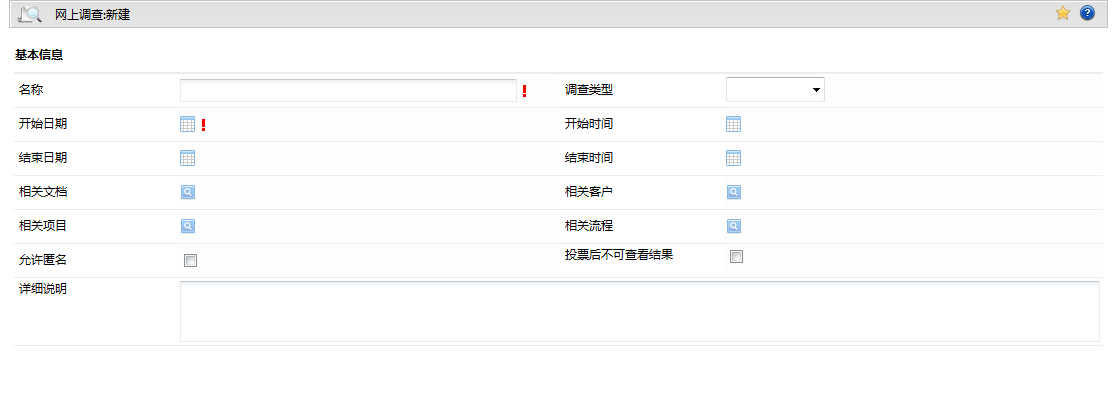 网上调查:新建
基本信息
名称 调查类型
开始日期 开始时间
结束日期 结束时间
相关文档 相关客户
相关项目 相关流程
允许匿名 投票后不可查看结果
详细说明